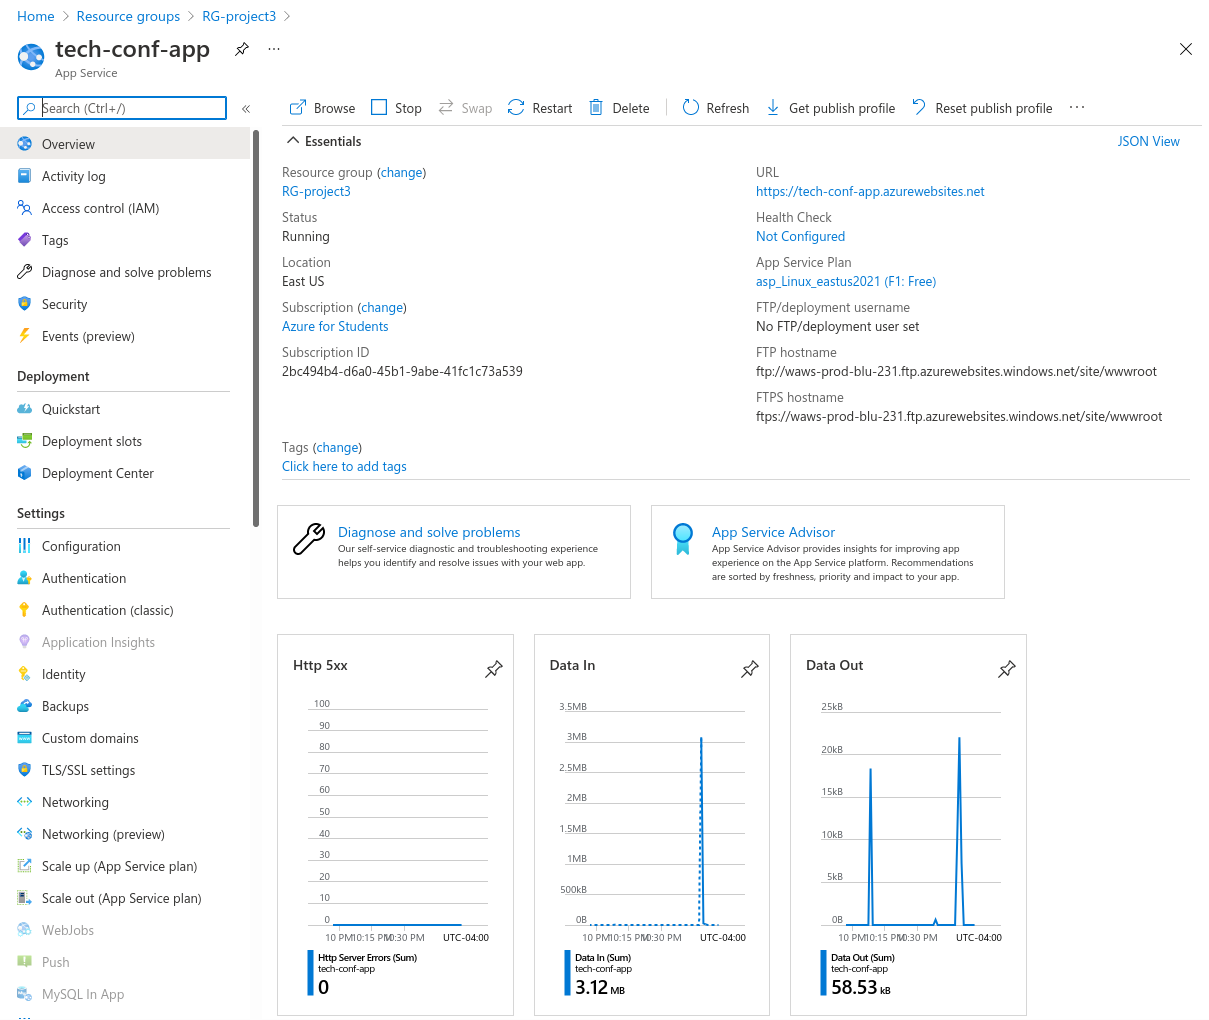 Home > Resource groups > RG-project3 >
tech-conf-app
App Service
Search (Ctrl+/)
«
Overview
Activity log
Access control (IAM)
Tags
Diagnose and solve problems
Security
Events (preview)
Deployment
Quickstart
Deployment slots
Deployment Center
Settings
Configuration
Authentication
Authentication (classic)
Application Insights
Identity
Backups
Custom domains
TLS/SSL settings
Networking
Networking (preview)
Scale up (App Service plan)
Scale out (App Service plan)
WebJobs
Push
MySQL In App
Browse Stop Swap Restart Delete Refresh Get publish profile Reset publish profile ...
Essentials
JSON View
Resource group (change)
RG-project3
Status
Running
Location
East US
Subscription (change)
Azure for Students
Subscription ID
2bc494b4-d6a0-45b1-9abe-41fc1c73a539
URL
https://tech-conf-app.azurewebsites.net
Health Check
Not Configured
App Service Plan
asp_Linux_eastus2021 (F1: Free)
FTP/deployment username
No FTP/deployment user set
FTP hostname
ftp://waws-prod-blu-231.ftp.azurewebsites.windows.net/site/wwwroot
FTPS hostname
ftps://waws-prod-blu-231.ftp.azurewebsites.windows.net/site/wwwroot
Tags (change)
Click here to add tags
Diagnose and solve problems
Our self-service diagnostic and troubleshooting experience
helps you identify and resolve issues with your web app.
App Service Advisor
App Service Advisor provides insights for improving app
experience on the App Service platform. Recommendations
are sorted by freshness, priority and impact to your app.
Http 5xx
100
90
80
70
60
50
40
30
20
10
0
10 PM 10:15 PM 10:30 PM UTC-04:00
Http Server Errors (Sum)
tech-conf-app
0
Data In
3.5MB
3MB
2.5MB
2MB
1.5MB
1MB
500kB
0B
10 PM 10:15 PM 10:30 PM UTC-04:00
Data In (Sum)
tech-conf-app
3.12 MB
Data Out
25kB
20kB
15kB
10kB
5kB
0B
10 PM 10:15 PM 10:30 PM UTC-04:00
Data Out (Sum)
tech-conf-app
58.53 kB